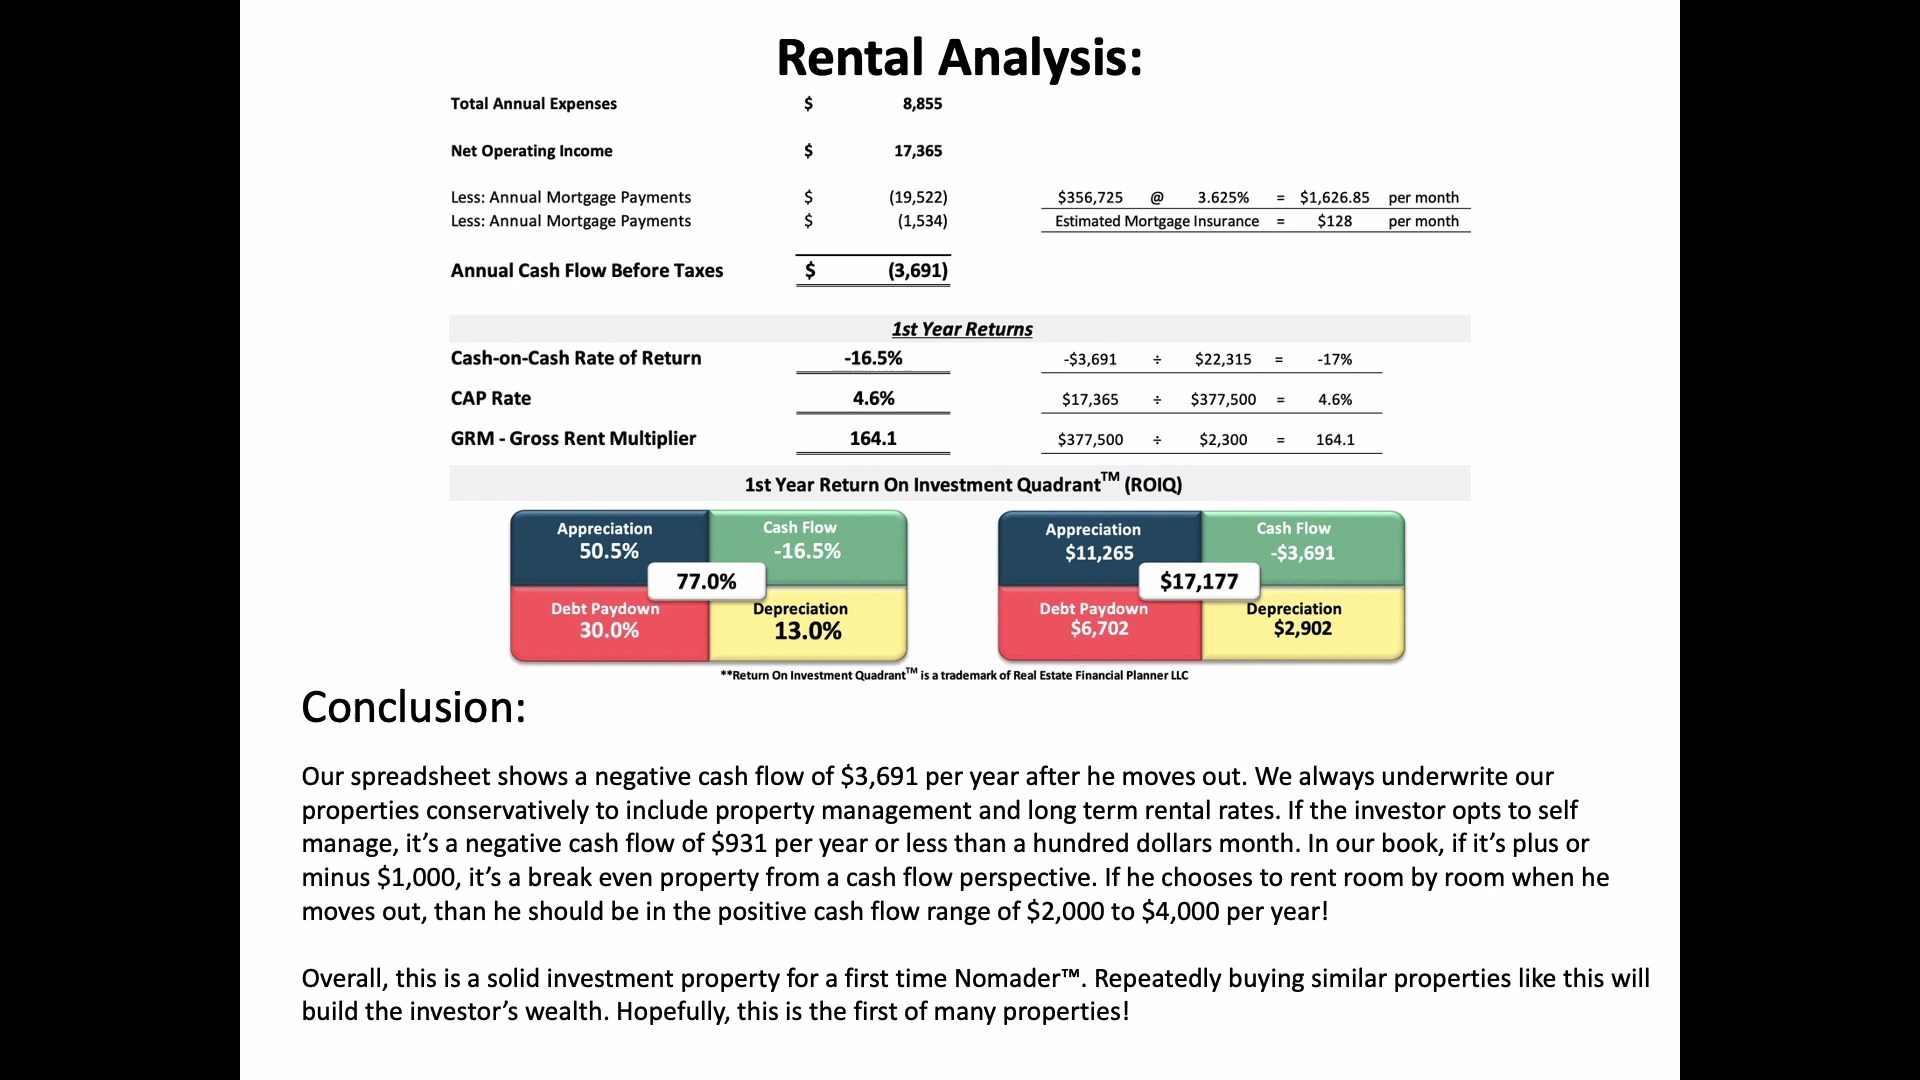 Rental Analysis:
Total Annual Expenses $ 8,855
Net Operating Income $ 17,365
Less: Annual Mortgage Payments $ (19,522) $356,725 @ 3.625% = $1,626.85 per month
Less: Annual Mortgage Payments $ (1,534) Estimated Mortgage Insurance = $128 per month
Annual Cash Flow Before Taxes $ (3,691)
1st Year Returns
Cash-on-Cash Rate of Return -16.5% -$3,691 ÷ $22,315 = -17%
CAP Rate 4.6% $17,365 ÷ $377,500 = 4.6%
GRM - Gross Rent Multiplier 164.1 $377,500 ÷ $2,300 = 164.1
1st Year Return On Investment Quadrant™ (ROIQ)
Appreciation Cash Flow
50.5% -16.5%
77.0%
Debt Paydown Depreciation
30.0% 13.0%
Appreciation Cash Flow
$11,265 -$3,691
$17,177
Debt Paydown Depreciation
$6,702 $2,902
**Return On Investment Quadrant™ is a trademark of Real Estate Financial Planner LLC
Conclusion:
Our spreadsheet shows a negative cash flow of $3,691 per year after he moves out. We always underwrite our
properties conservatively to include property management and long term rental rates. If the investor opts to self
manage, it’s a negative cash flow of $931 per year or less than a hundred dollars month. In our book, if it’s plus or
minus $1,000, it’s a break even property from a cash flow perspective. If he chooses to rent room by room when he
moves out, than he should be in the positive cash flow range of $2,000 to $4,000 per year!
Overall, this is a solid investment property for a first time Nomader™. Repeatedly buying similar properties like this will
build the investor’s wealth. Hopefully, this is the first of many properties!